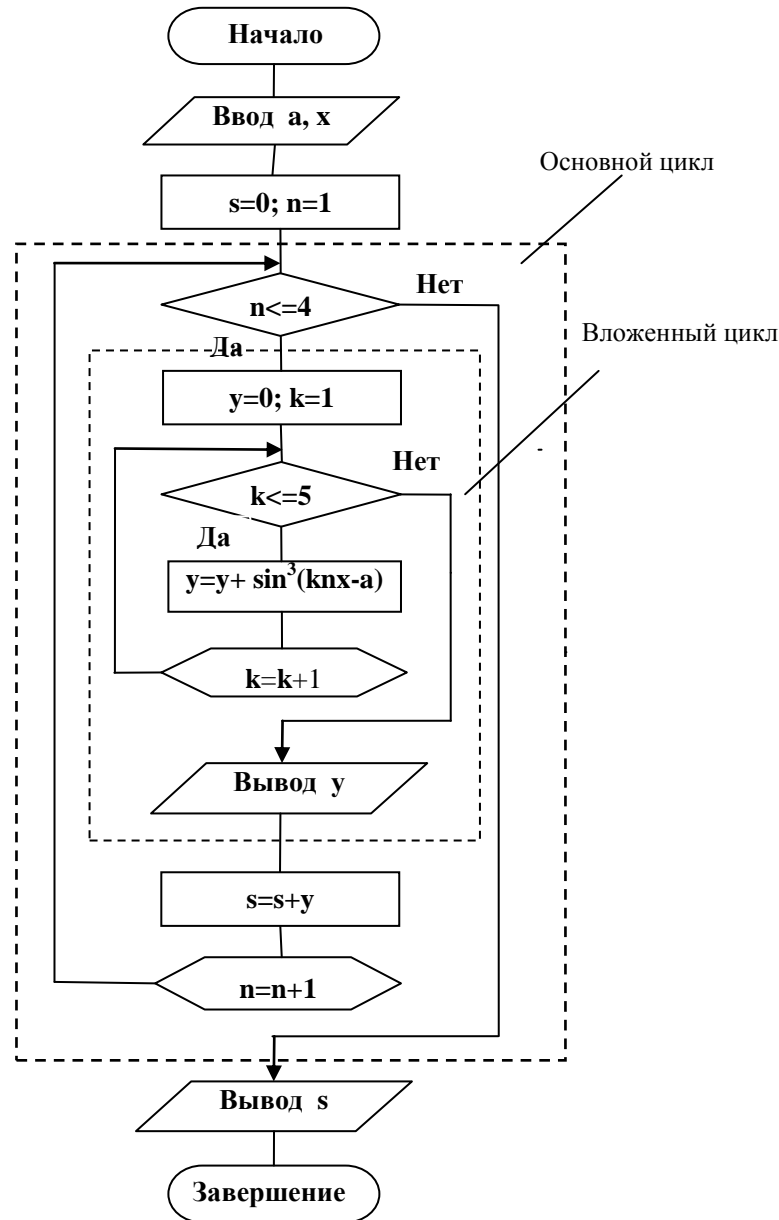 Начало
Ввод a, x
Основной цикл
s=0; n=1
Нет
n<=4
Вложенный цикл
Да
y=0; k=1
Нет
k<=5
Да
y=y+ sin³(knx-a)
k=k+1
Вывод y
s=s+y
n=n+1
Вывод s
Завершение